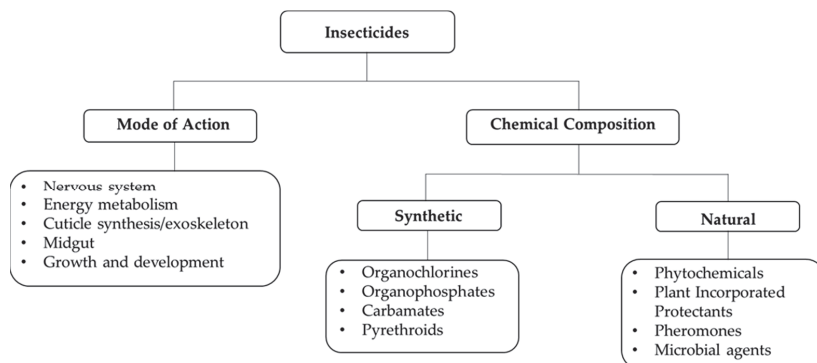 Insecticides
Mode of Action
Chemical Composition
• Nervous system
• Energy metabolism
• Cuticle synthesis/exoskeleton
• Midgut
• Growth and development
Synthetic
Natural
• Organochlorines
• Organophosphates
• Carbamates
• Pyrethroids
• Phytochemicals
• Plant Incorporated
Protectants
• Pheromones
• Microbial agents